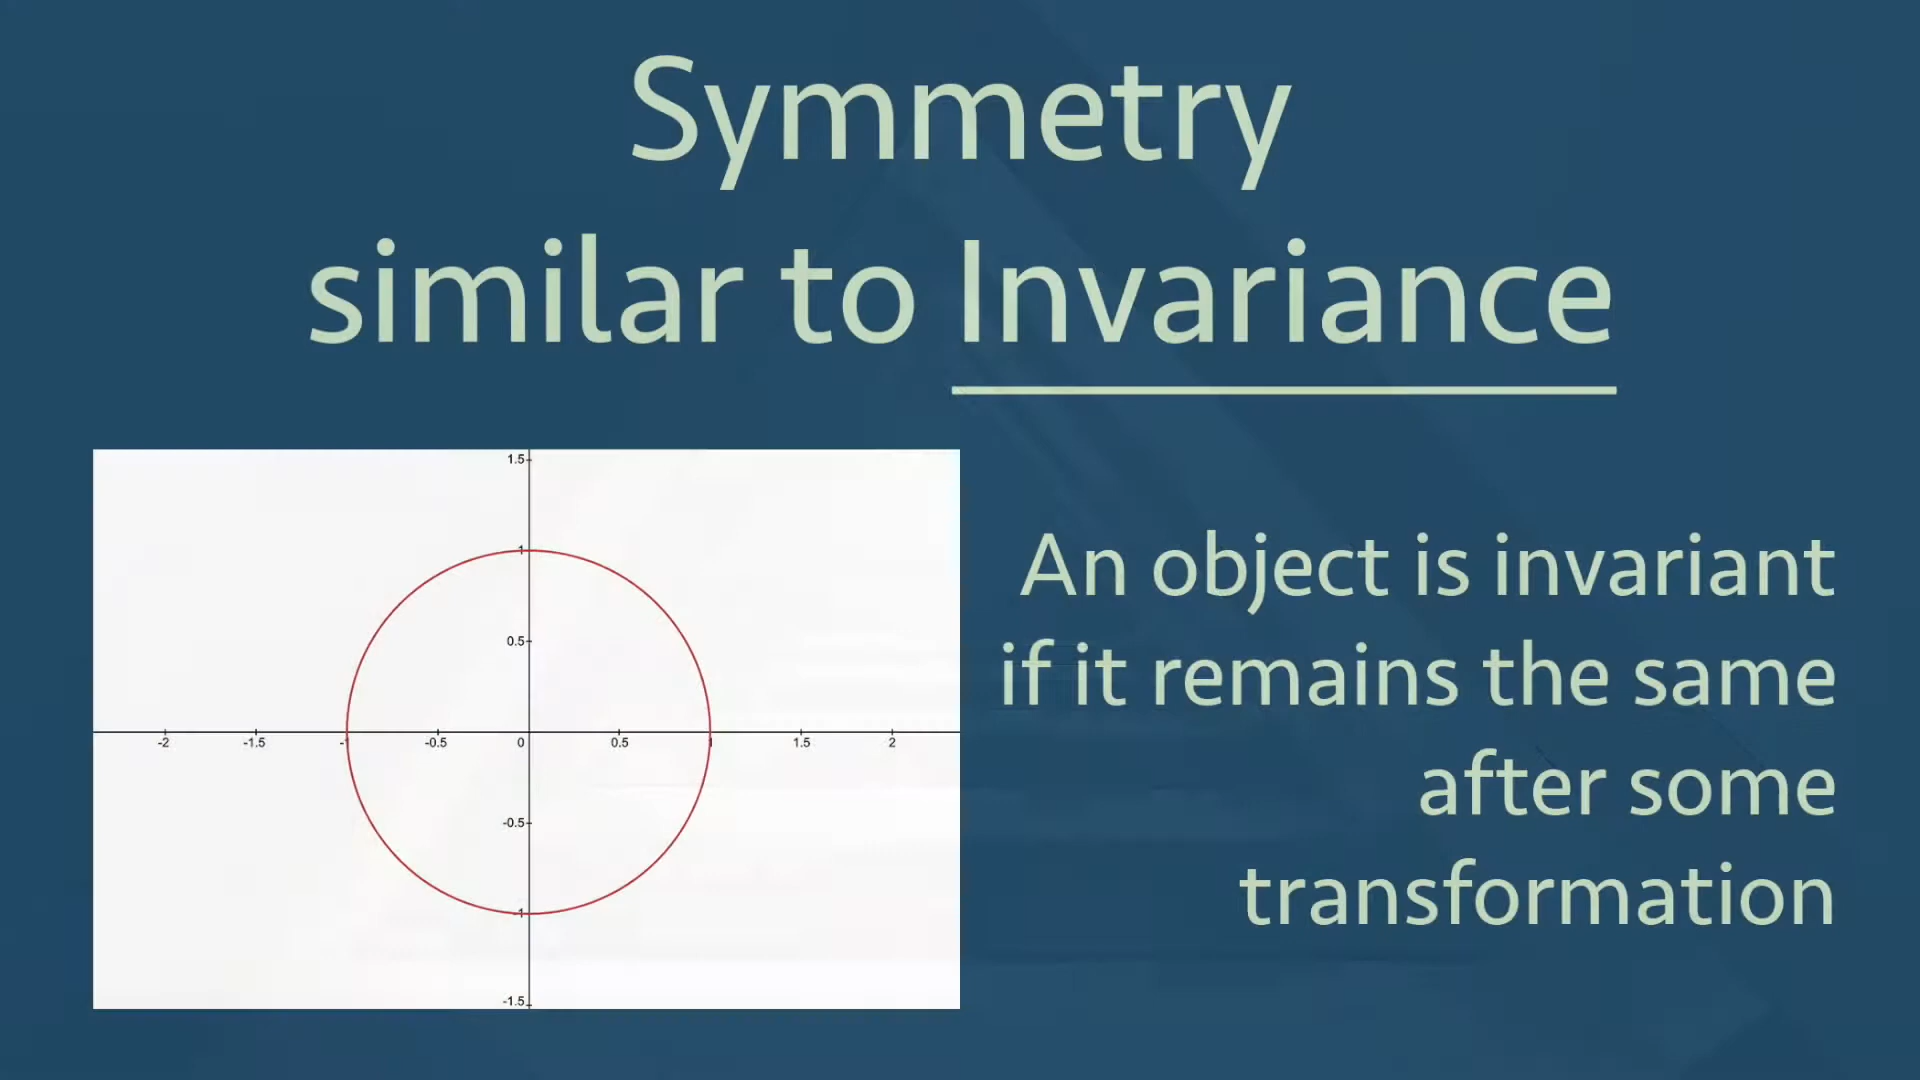 Symmetry
similar to Invariance
1.5
1
0.5
-2 -1.5 -1 -0.5 0 0.5 1 1.5 2
-0.5
-1
-1.5
An object is invariant
if it remains the same
after some
transformation